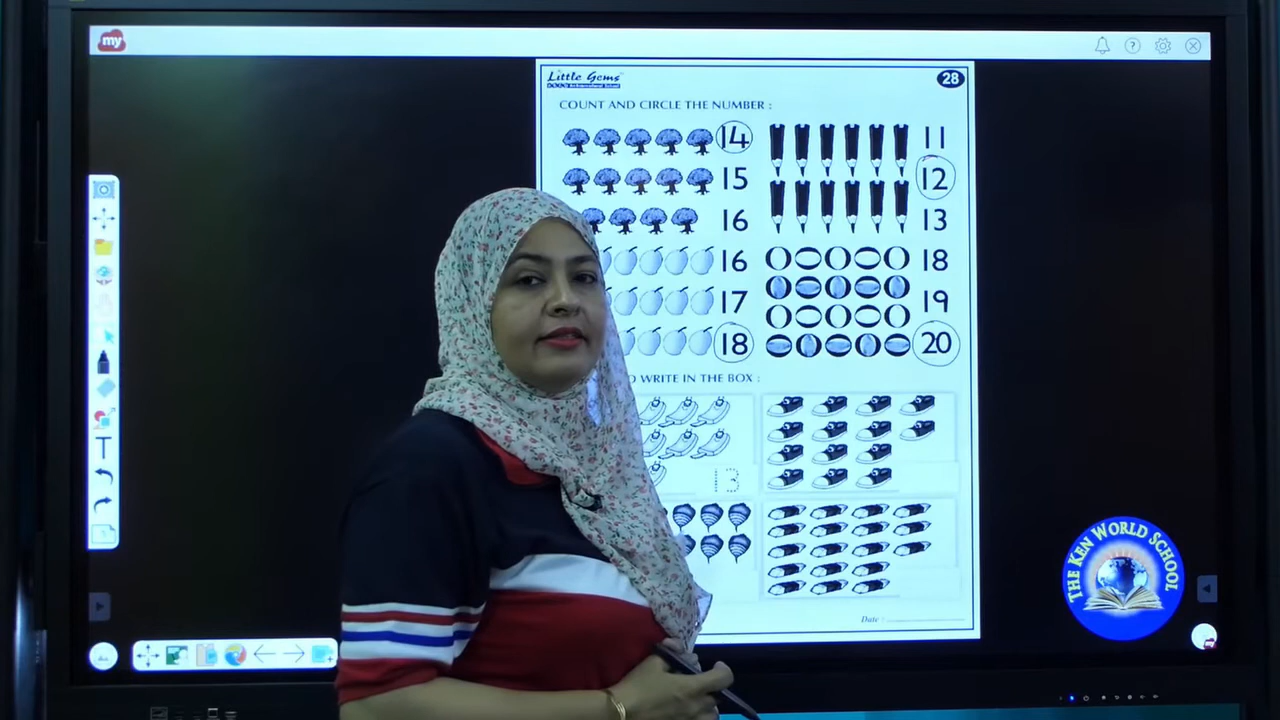 my
Little Gems
28
COUNT AND CIRCLE THE NUMBER :
14
15
16
16
17
18
11
12
13
18
19
20
WRITE IN THE BOX :
13
Date :
T
THE KEN WORLD SCHOOL